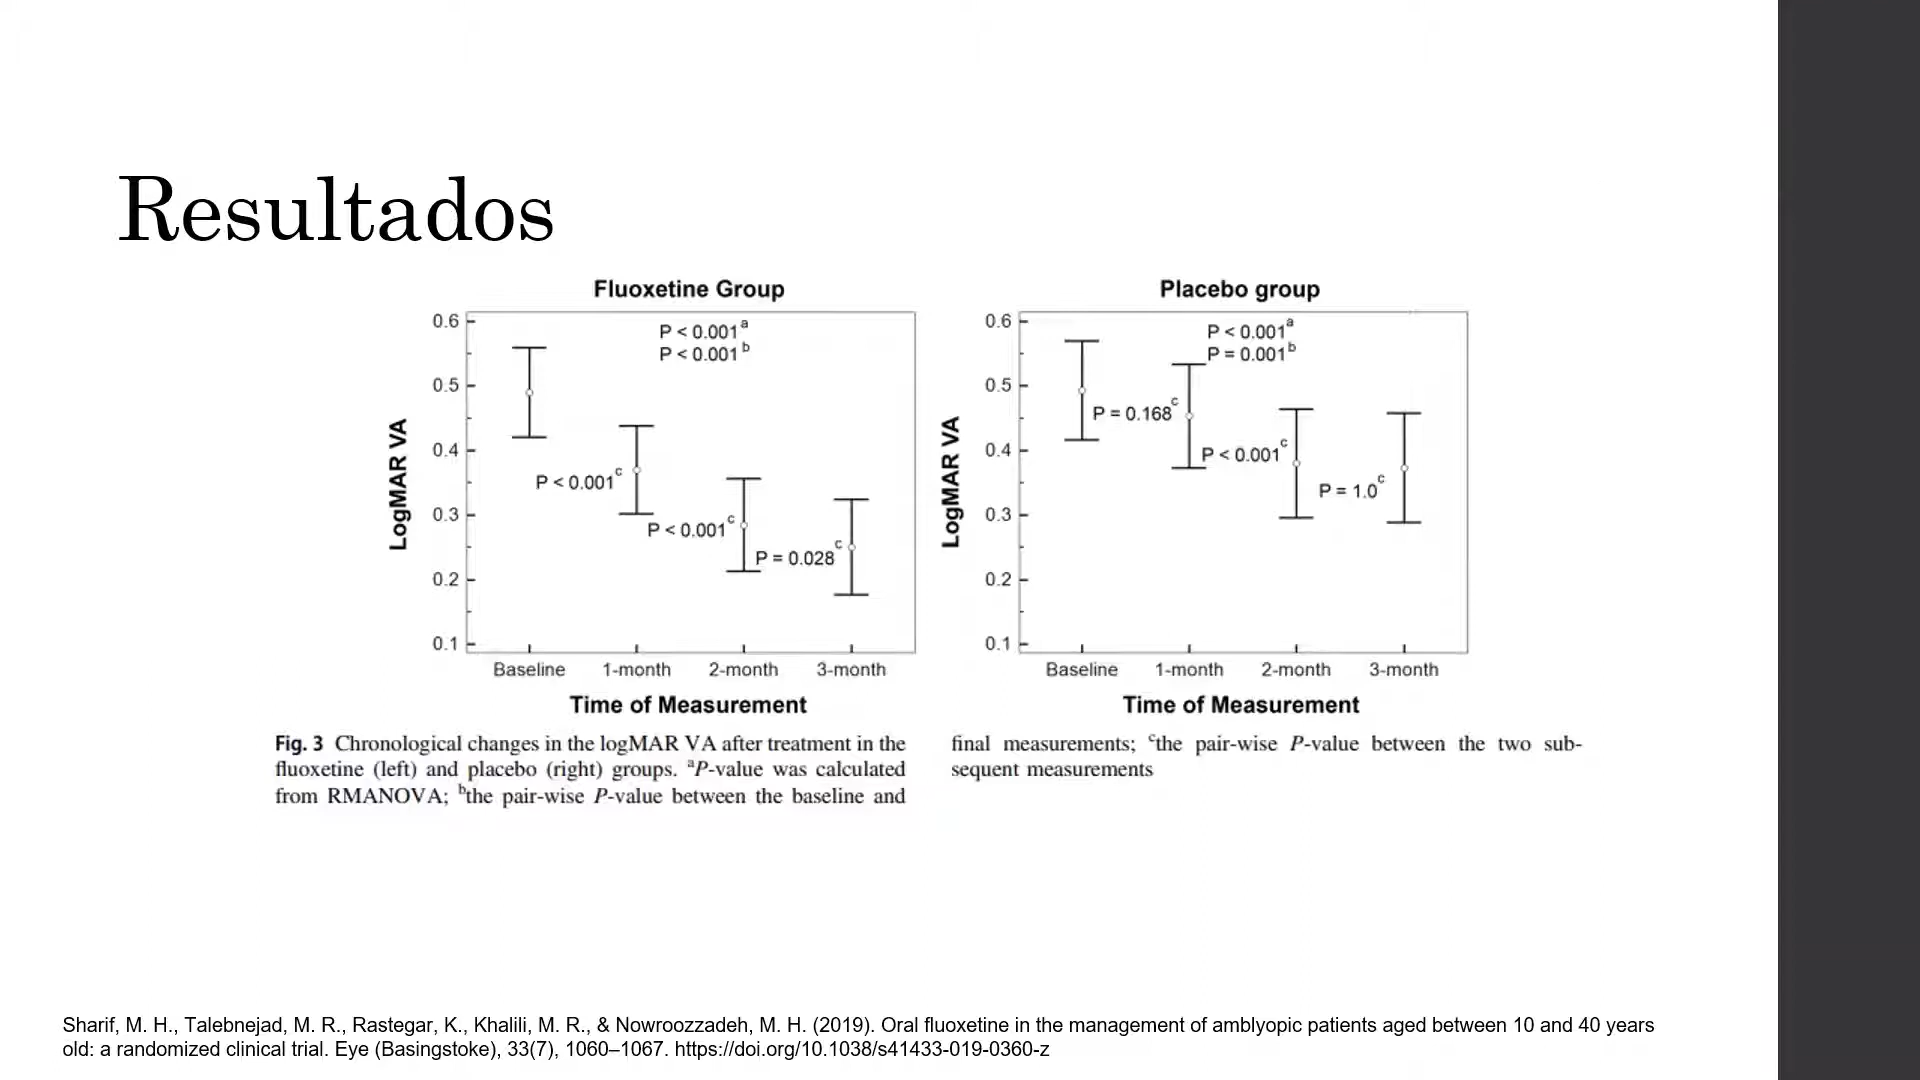 Resultados
Fluoxetine Group
P < 0.001a
P < 0.001b
0.6
0.5
0.4
0.3
0.2
0.1
LogMAR VA
P < 0.001c
P < 0.001c
P = 0.028c
Baseline 1-month 2-month 3-month
Time of Measurement
Placebo group
P < 0.001a
P = 0.001b
0.6
0.5
0.4
0.3
0.2
0.1
LogMAR VA
P = 0.168c
P < 0.001c
P = 1.0c
Baseline 1-month 2-month 3-month
Time of Measurement
Fig. 3 Chronological changes in the logMAR VA after treatment in the
fluoxetine (left) and placebo (right) groups. aP-value was calculated
from RMANOVA; bthe pair-wise P-value between the baseline and
final measurements; cthe pair-wise P-value between the two sub-
sequent measurements
Sharif, M. H., Talebnejad, M. R., Rastegar, K., Khalili, M. R., & Nowroozzadeh, M. H. (2019). Oral fluoxetine in the management of amblyopic patients aged between 10 and 40 years
old: a randomized clinical trial. Eye (Basingstoke), 33(7), 1060–1067. https://doi.org/10.1038/s41433-019-0360-z